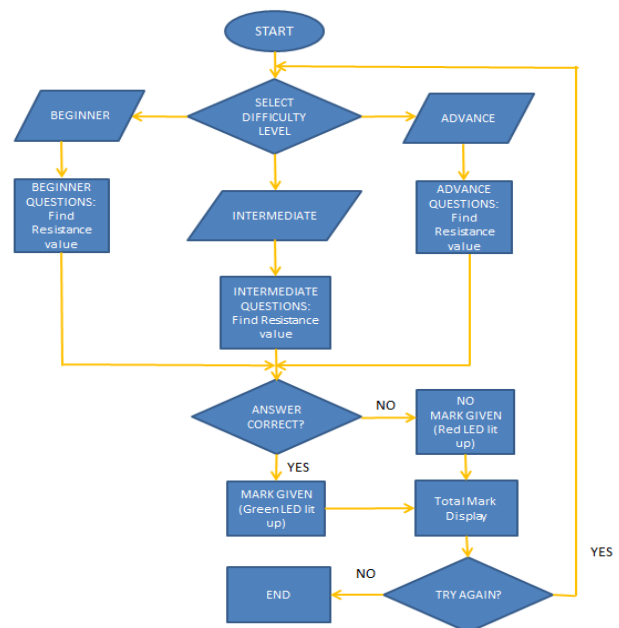 START
SELECT
DIFFICULTY
LEVEL
BEGINNER
ADVANCE
BEGINNER
QUESTIONS:
Find
Resistance
value
INTERMEDIATE
ADVANCE
QUESTIONS:
Find
Resistance
value
INTERMEDIATE
QUESTIONS:
Find Resistance
value
ANSWER
CORRECT?
NO
NO
MARK GIVEN
(Red LED lit
up)
YES
MARK GIVEN
(Green LED lit
up)
Total Mark
Display
YES
NO
END
TRY AGAIN?